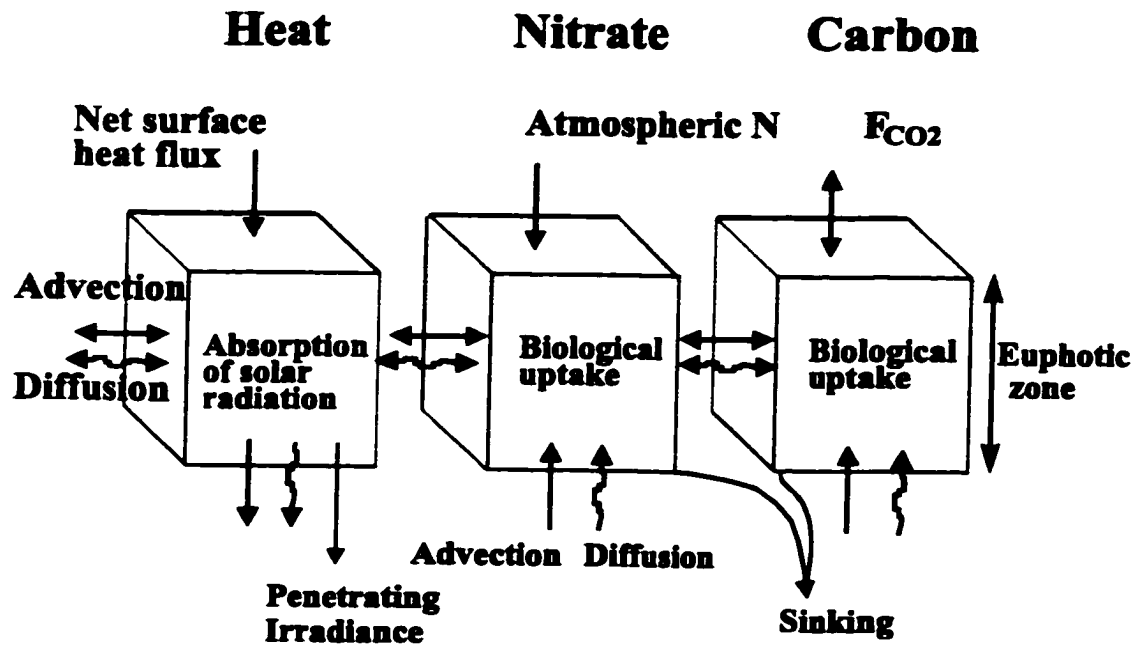 Heat Nitrate Carbon
Net surface
heat flux
Atmospheric N
FCO2
Advection
Diffusion
Absorption
of solar
radiation
Biological
uptake
Biological
uptake
Euphotic
zone
Advection Diffusion
Penetrating
Irradiance
Sinking